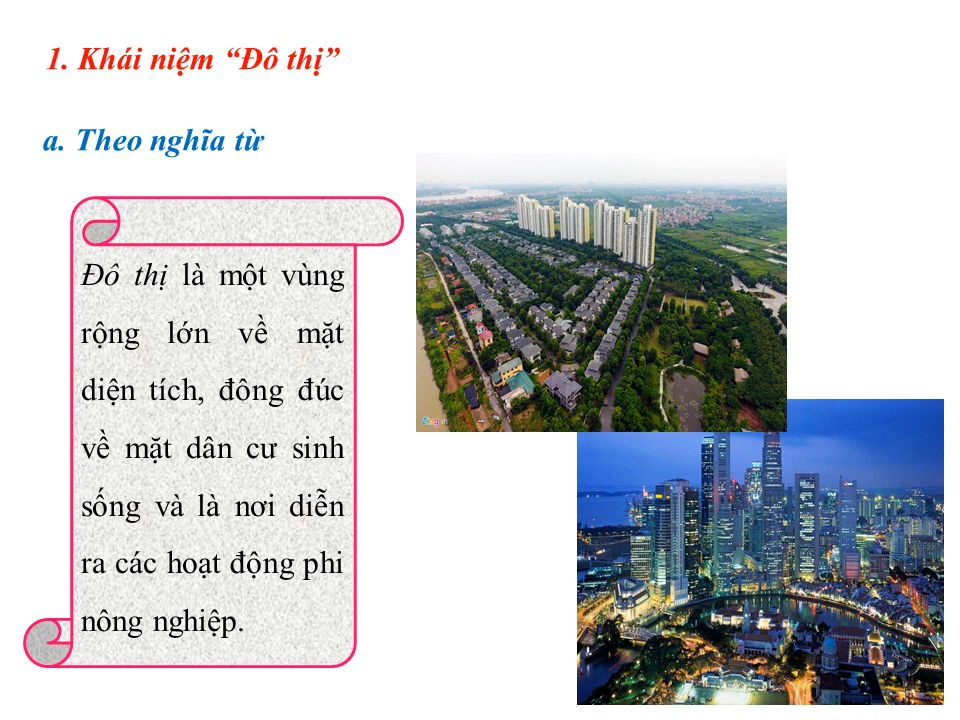 1. Khái niệm “Đô thị”
a. Theo nghĩa từ
Đô thị là một vùng
rộng lớn về mặt
diện tích, đông đúc
về mặt dân cư sinh
sống và là nơi diễn
ra các hoạt động phi
nông nghiệp.
Zing